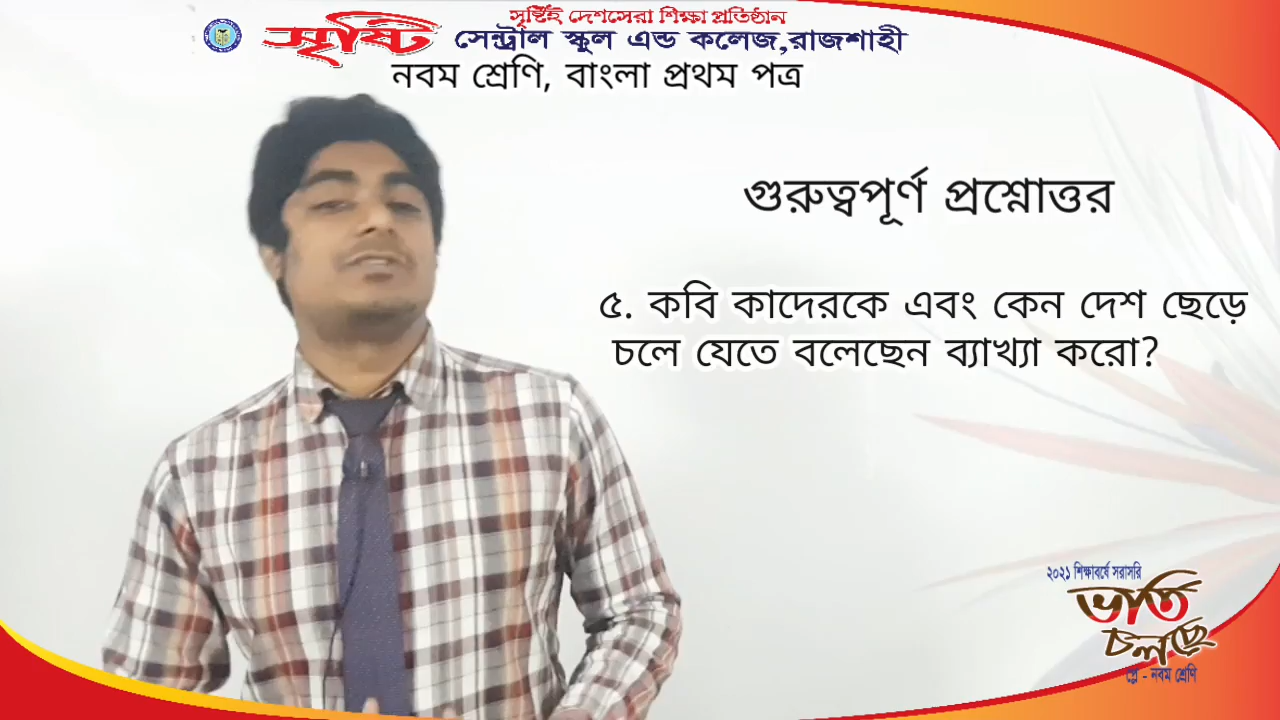 সৃষ্টিই দেশসেরা শিক্ষা প্রতিষ্ঠান
সৃষ্টি সেন্ট্রাল স্কুল এন্ড কলেজ,রাজশাহী
নবম শ্রেণি, বাংলা প্রথম পত্র
গুরুত্বপূর্ণ প্রশ্নোত্তর
৫. কবি কাদেরকে এবং কেন দেশ ছেড়ে
চলে যেতে বলেছেন ব্যাখ্যা করো?
২০২১ শিক্ষাবর্ষে সরাসরি
ভর্তি
চলছে
প্লে - নবম শ্রেণি